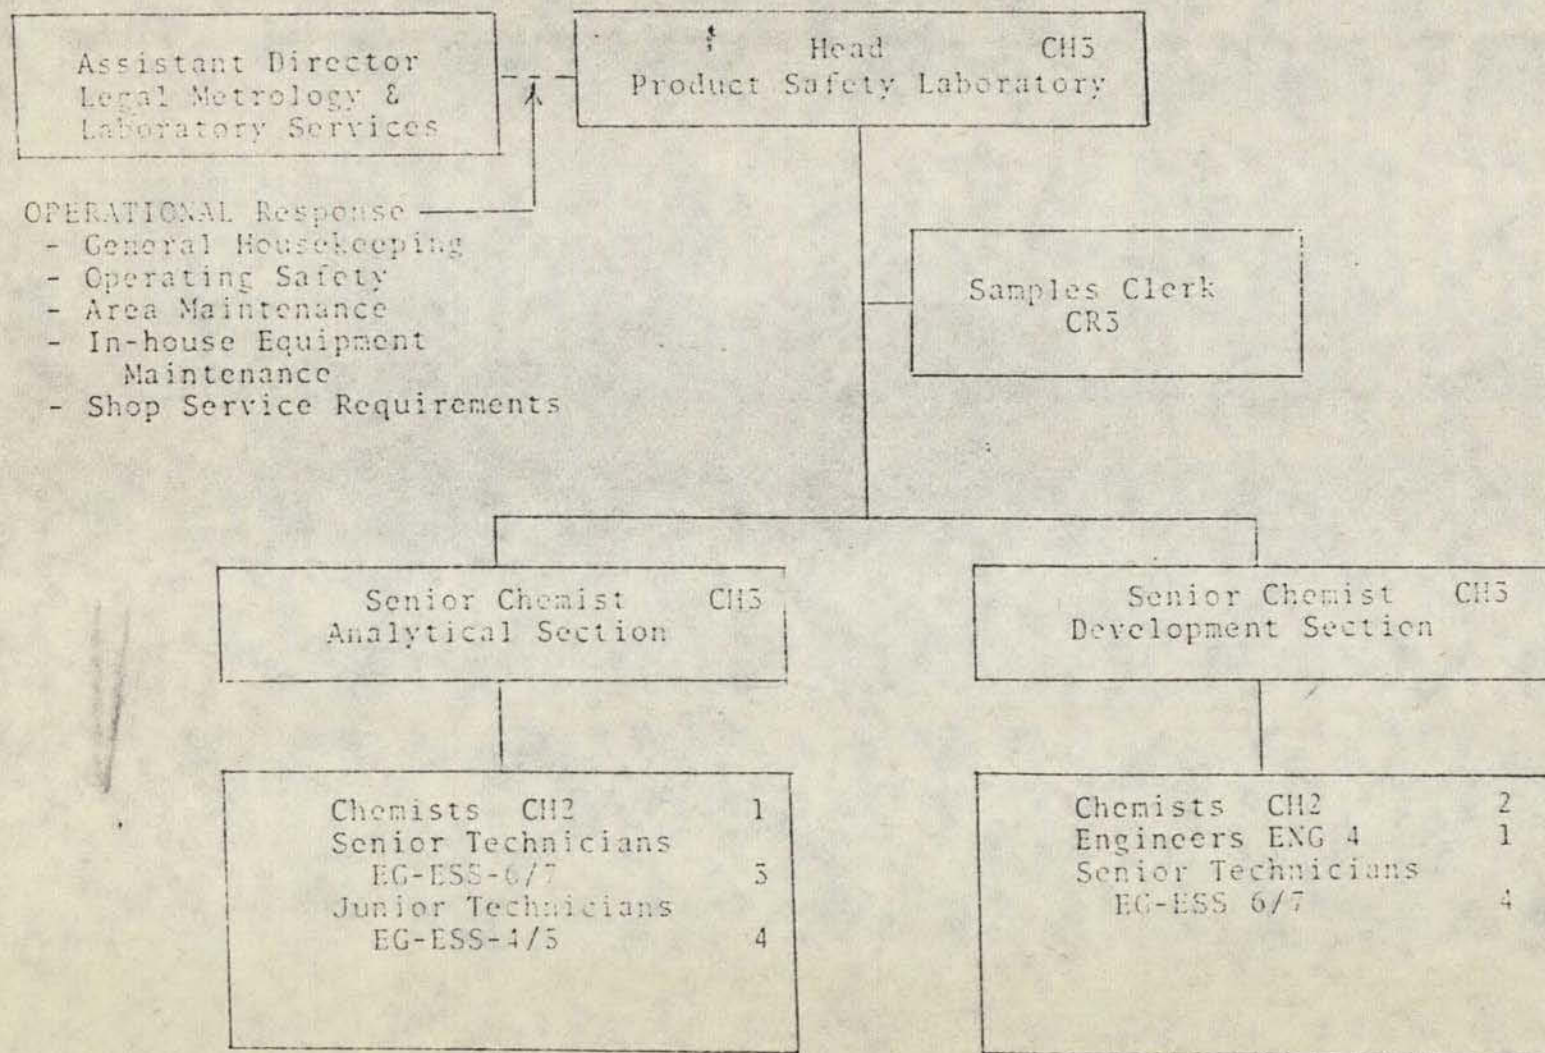 Assistant Director
Legal Metrology &
Laboratory Services
Head CH3
Product Safety Laboratory
OPERATIONAL Response
- General Housekeeping
- Operating Safety
- Area Maintenance
- In-house Equipment
Maintenance
- Shop Service Requirements
Samples Clerk
CR3
Senior Chemist CH3
Analytical Section
Senior Chemist CH3
Development Section
Chemists CH2 1
Senior Technicians
EG-ESS-6/7 3
Junior Technicians
EG-ESS-4/5 4
Chemists CH2 2
Engineers ENG 4 1
Senior Technicians
EG-ESS 6/7 4